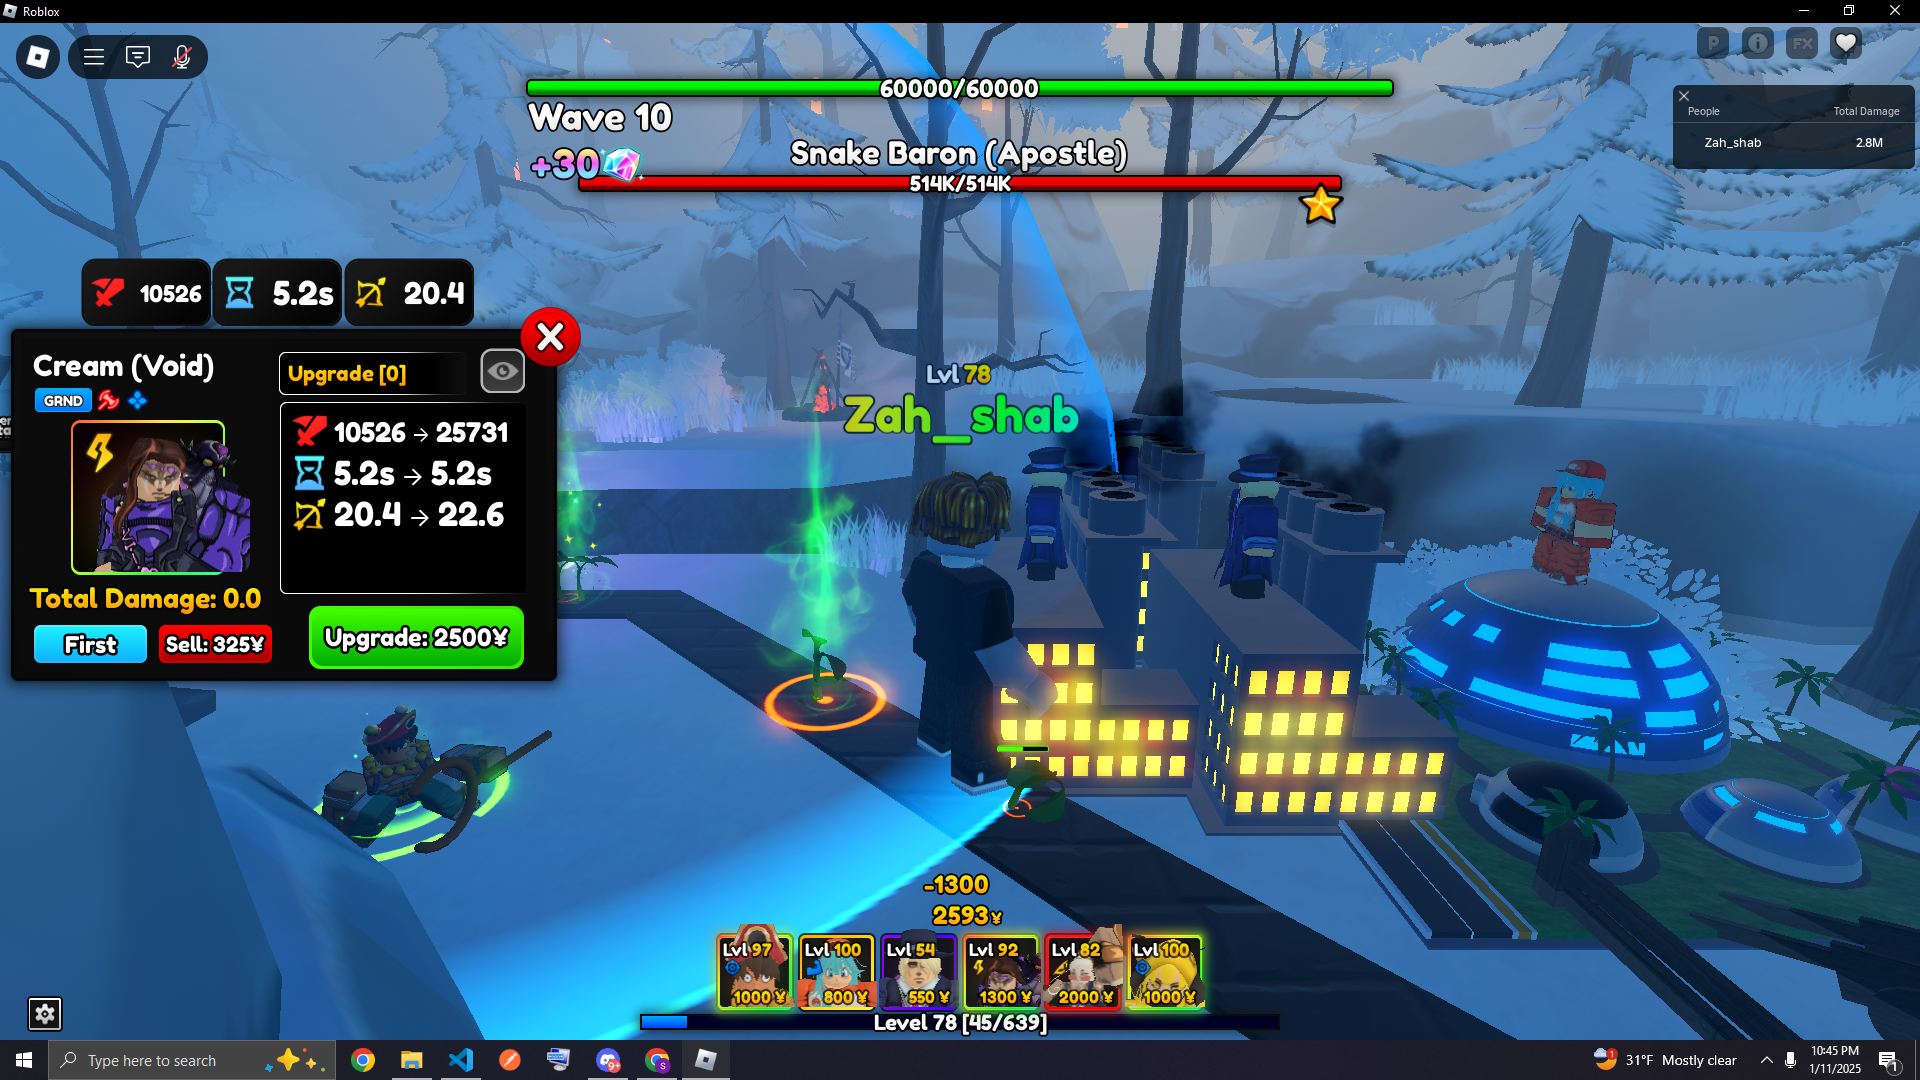 Roblox
P
FX
60000/60000
Wave 10
+30
Snake Baron (Apostle)
514K/514K
People Total Damage
Zah_shab 2.8M
10526 5.2s 20.4
Cream (Void)
GRND
Upgrade [0]
10526 → 25731
5.2s → 5.2s
20.4 → 22.6
Total Damage: 0.0
First
Sell: 325¥
Upgrade: 2500¥
Lvl 78
Zah_shab
-1300
2593¥
Lvl 97 Lvl 100 Lvl 54 Lvl 92 Lvl 82 Lvl 100
1000 ¥ 800 ¥ 550 ¥ 1300 ¥ 2000 ¥ 1000 ¥
Level 78 [45/639]
Type here to search
9+
S
1
31°F Mostly clear
10:45 PM
1/11/2025
1